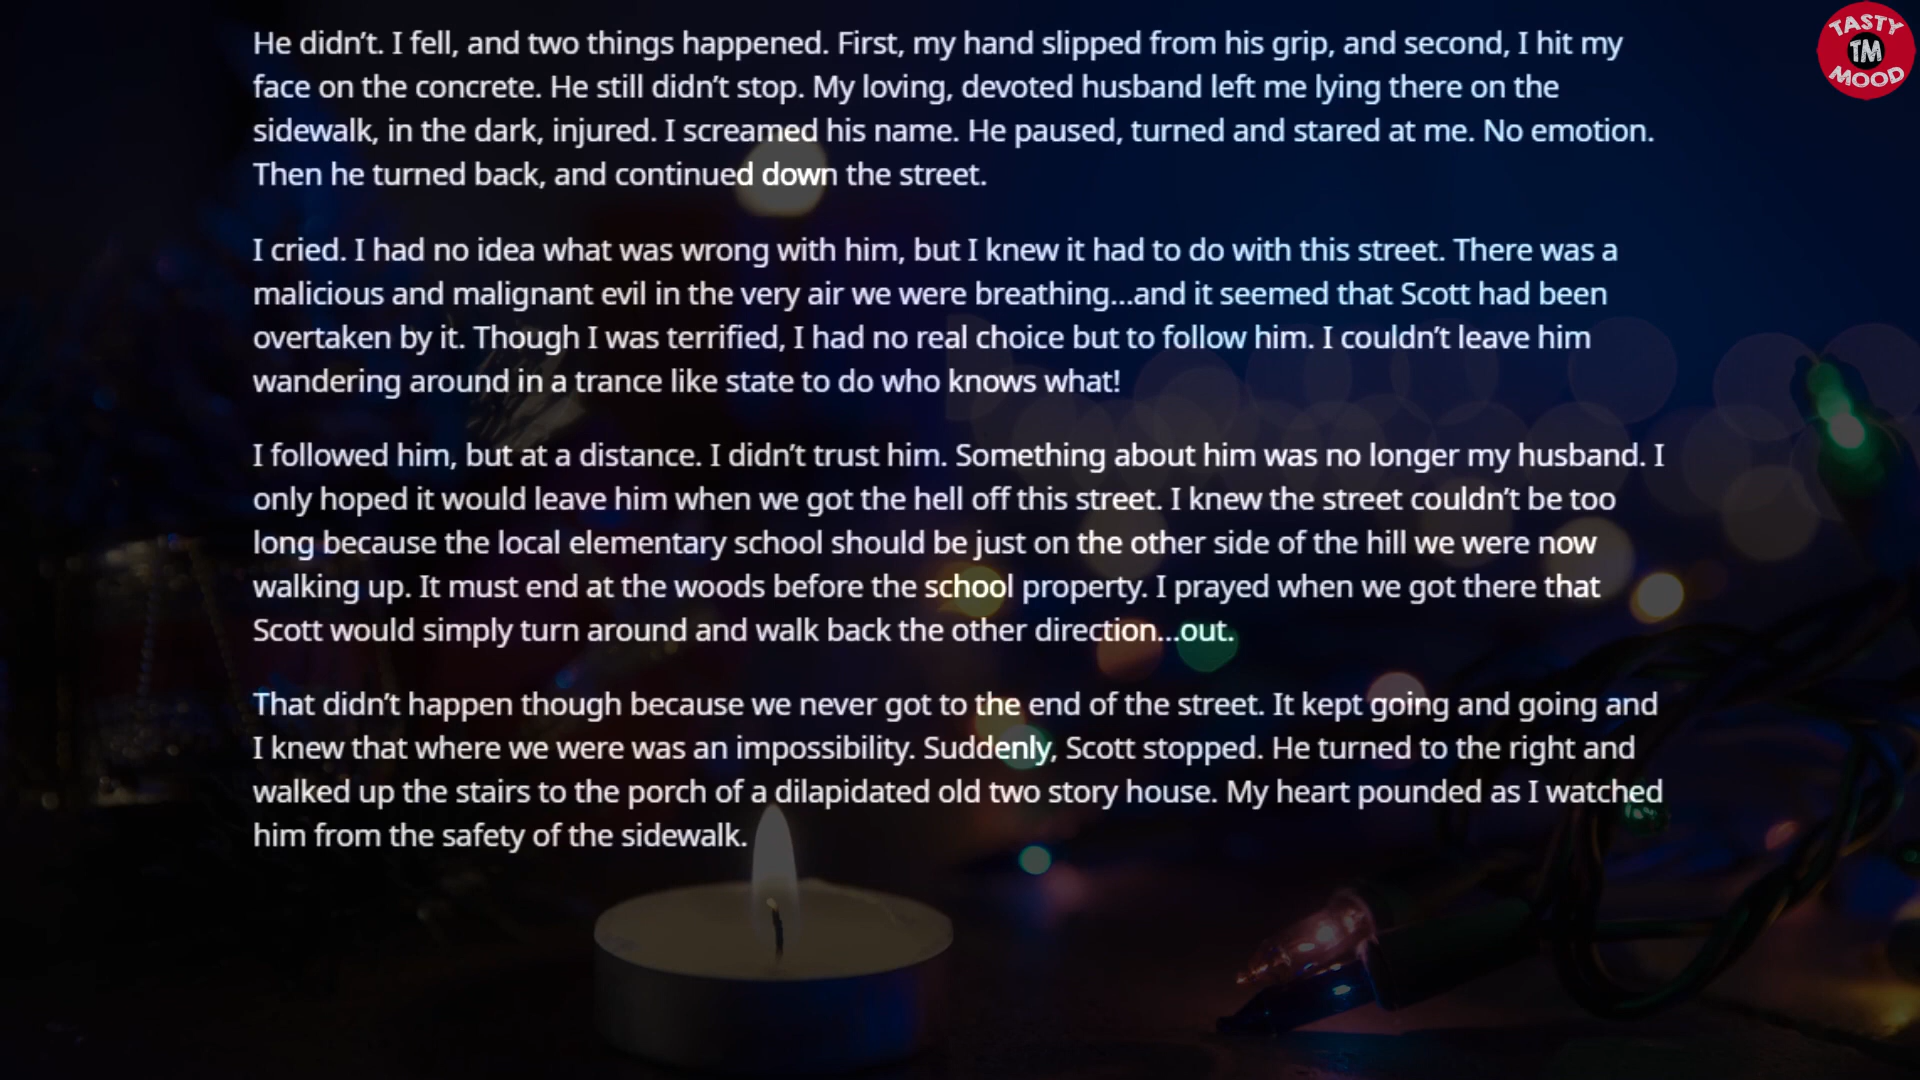 He didn’t. I fell, and two things happened. First, my hand slipped from his grip, and second, I hit my
face on the concrete. He still didn’t stop. My loving, devoted husband left me lying there on the
sidewalk, in the dark, injured. I screamed his name. He paused, turned and stared at me. No emotion.
Then he turned back, and continued down the street.
I cried. I had no idea what was wrong with him, but I knew it had to do with this street. There was a
malicious and malignant evil in the very air we were breathing...and it seemed that Scott had been
overtaken by it. Though I was terrified, I had no real choice but to follow him. I couldn’t leave him
wandering around in a trance like state to do who knows what!
I followed him, but at a distance. I didn’t trust him. Something about him was no longer my husband. I
only hoped it would leave him when we got the hell off this street. I knew the street couldn’t be too
long because the local elementary school should be just on the other side of the hill we were now
walking up. It must end at the woods before the school property. I prayed when we got there that
Scott would simply turn around and walk back the other direction...out.
That didn’t happen though because we never got to the end of the street. It kept going and going and
I knew that where we were was an impossibility. Suddenly, Scott stopped. He turned to the right and
walked up the stairs to the porch of a dilapidated old two story house. My heart pounded as I watched
him from the safety of the sidewalk.
TASTY
TM
MOOD